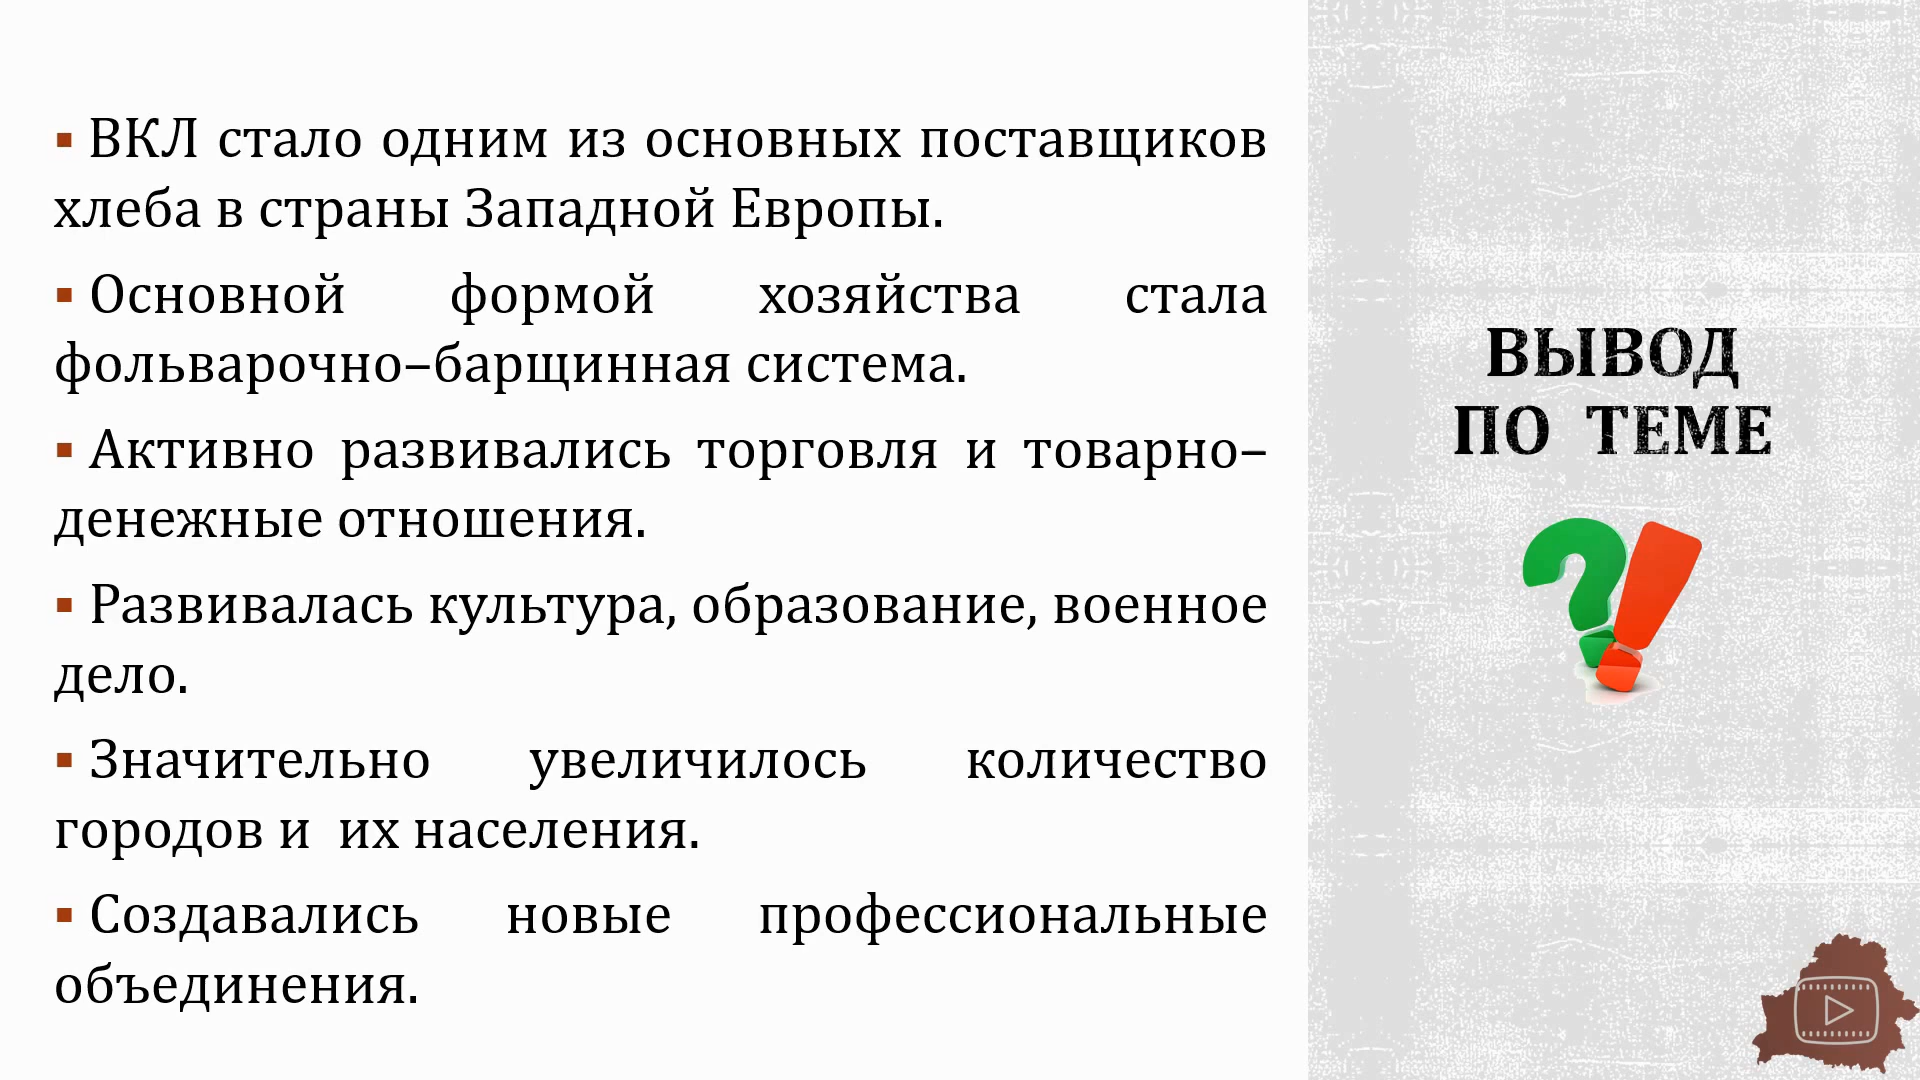 ▪ ВКЛ стало одним из основных поставщиков
хлеба в страны Западной Европы.
▪ Основной формой хозяйства стала
фольварочно–барщинная система.
▪ Активно развивались торговля и товарно–
денежные отношения.
▪ Развивалась культура, образование, военное
дело.
▪ Значительно увеличилось количество
городов и их населения.
▪ Создавались новые профессиональные
объединения.
ВЫВОД
ПО ТЕМЕ